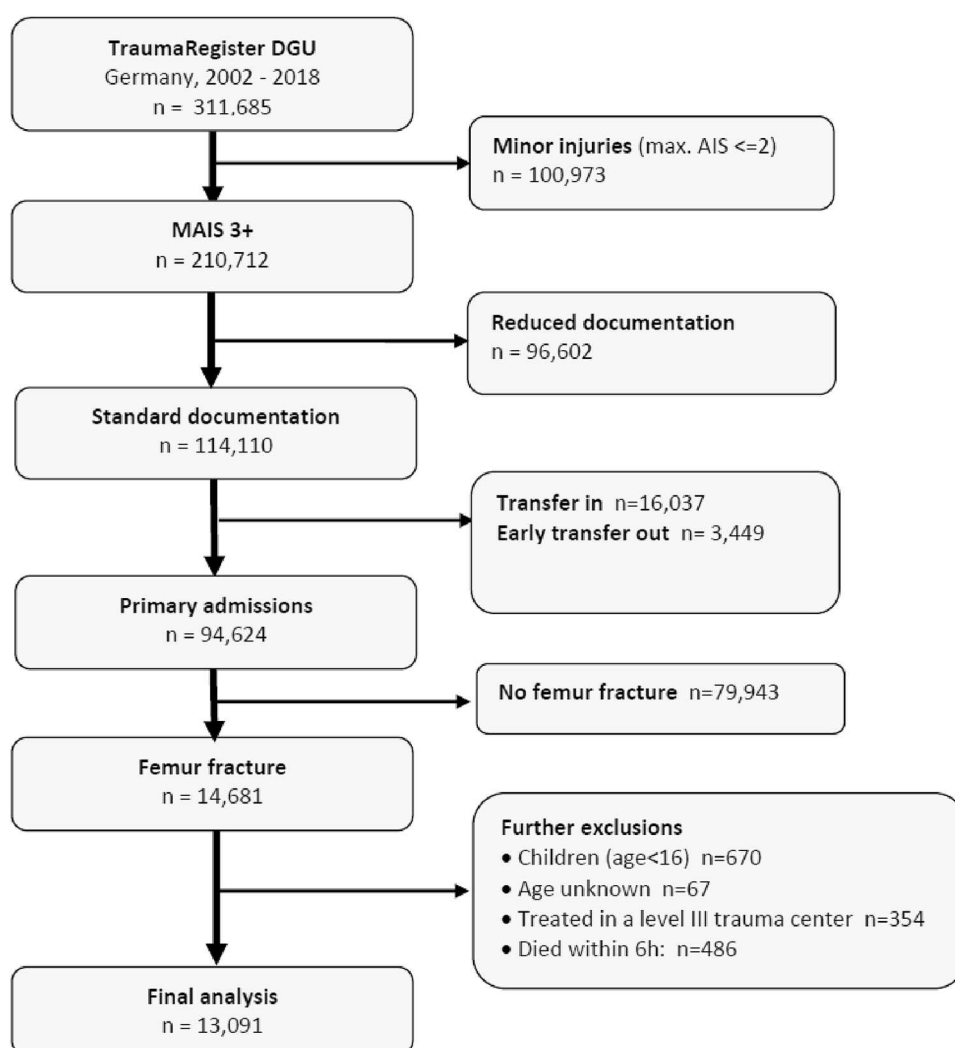 TraumaRegister DGU
Germany, 2002 - 2018
n = 311,685
Minor injuries (max. AIS <=2)
n = 100,973
MAIS 3+
n = 210,712
Reduced documentation
n = 96,602
Standard documentation
n = 114,110
Transfer in n=16,037
Early transfer out n= 3,449
Primary admissions
n = 94,624
No femur fracture n=79,943
Femur fracture
n = 14,681
Further exclusions
• Children (age<16) n=670
• Age unknown n=67
• Treated in a level III trauma center n=354
• Died within 6h: n=486
Final analysis
n = 13,091